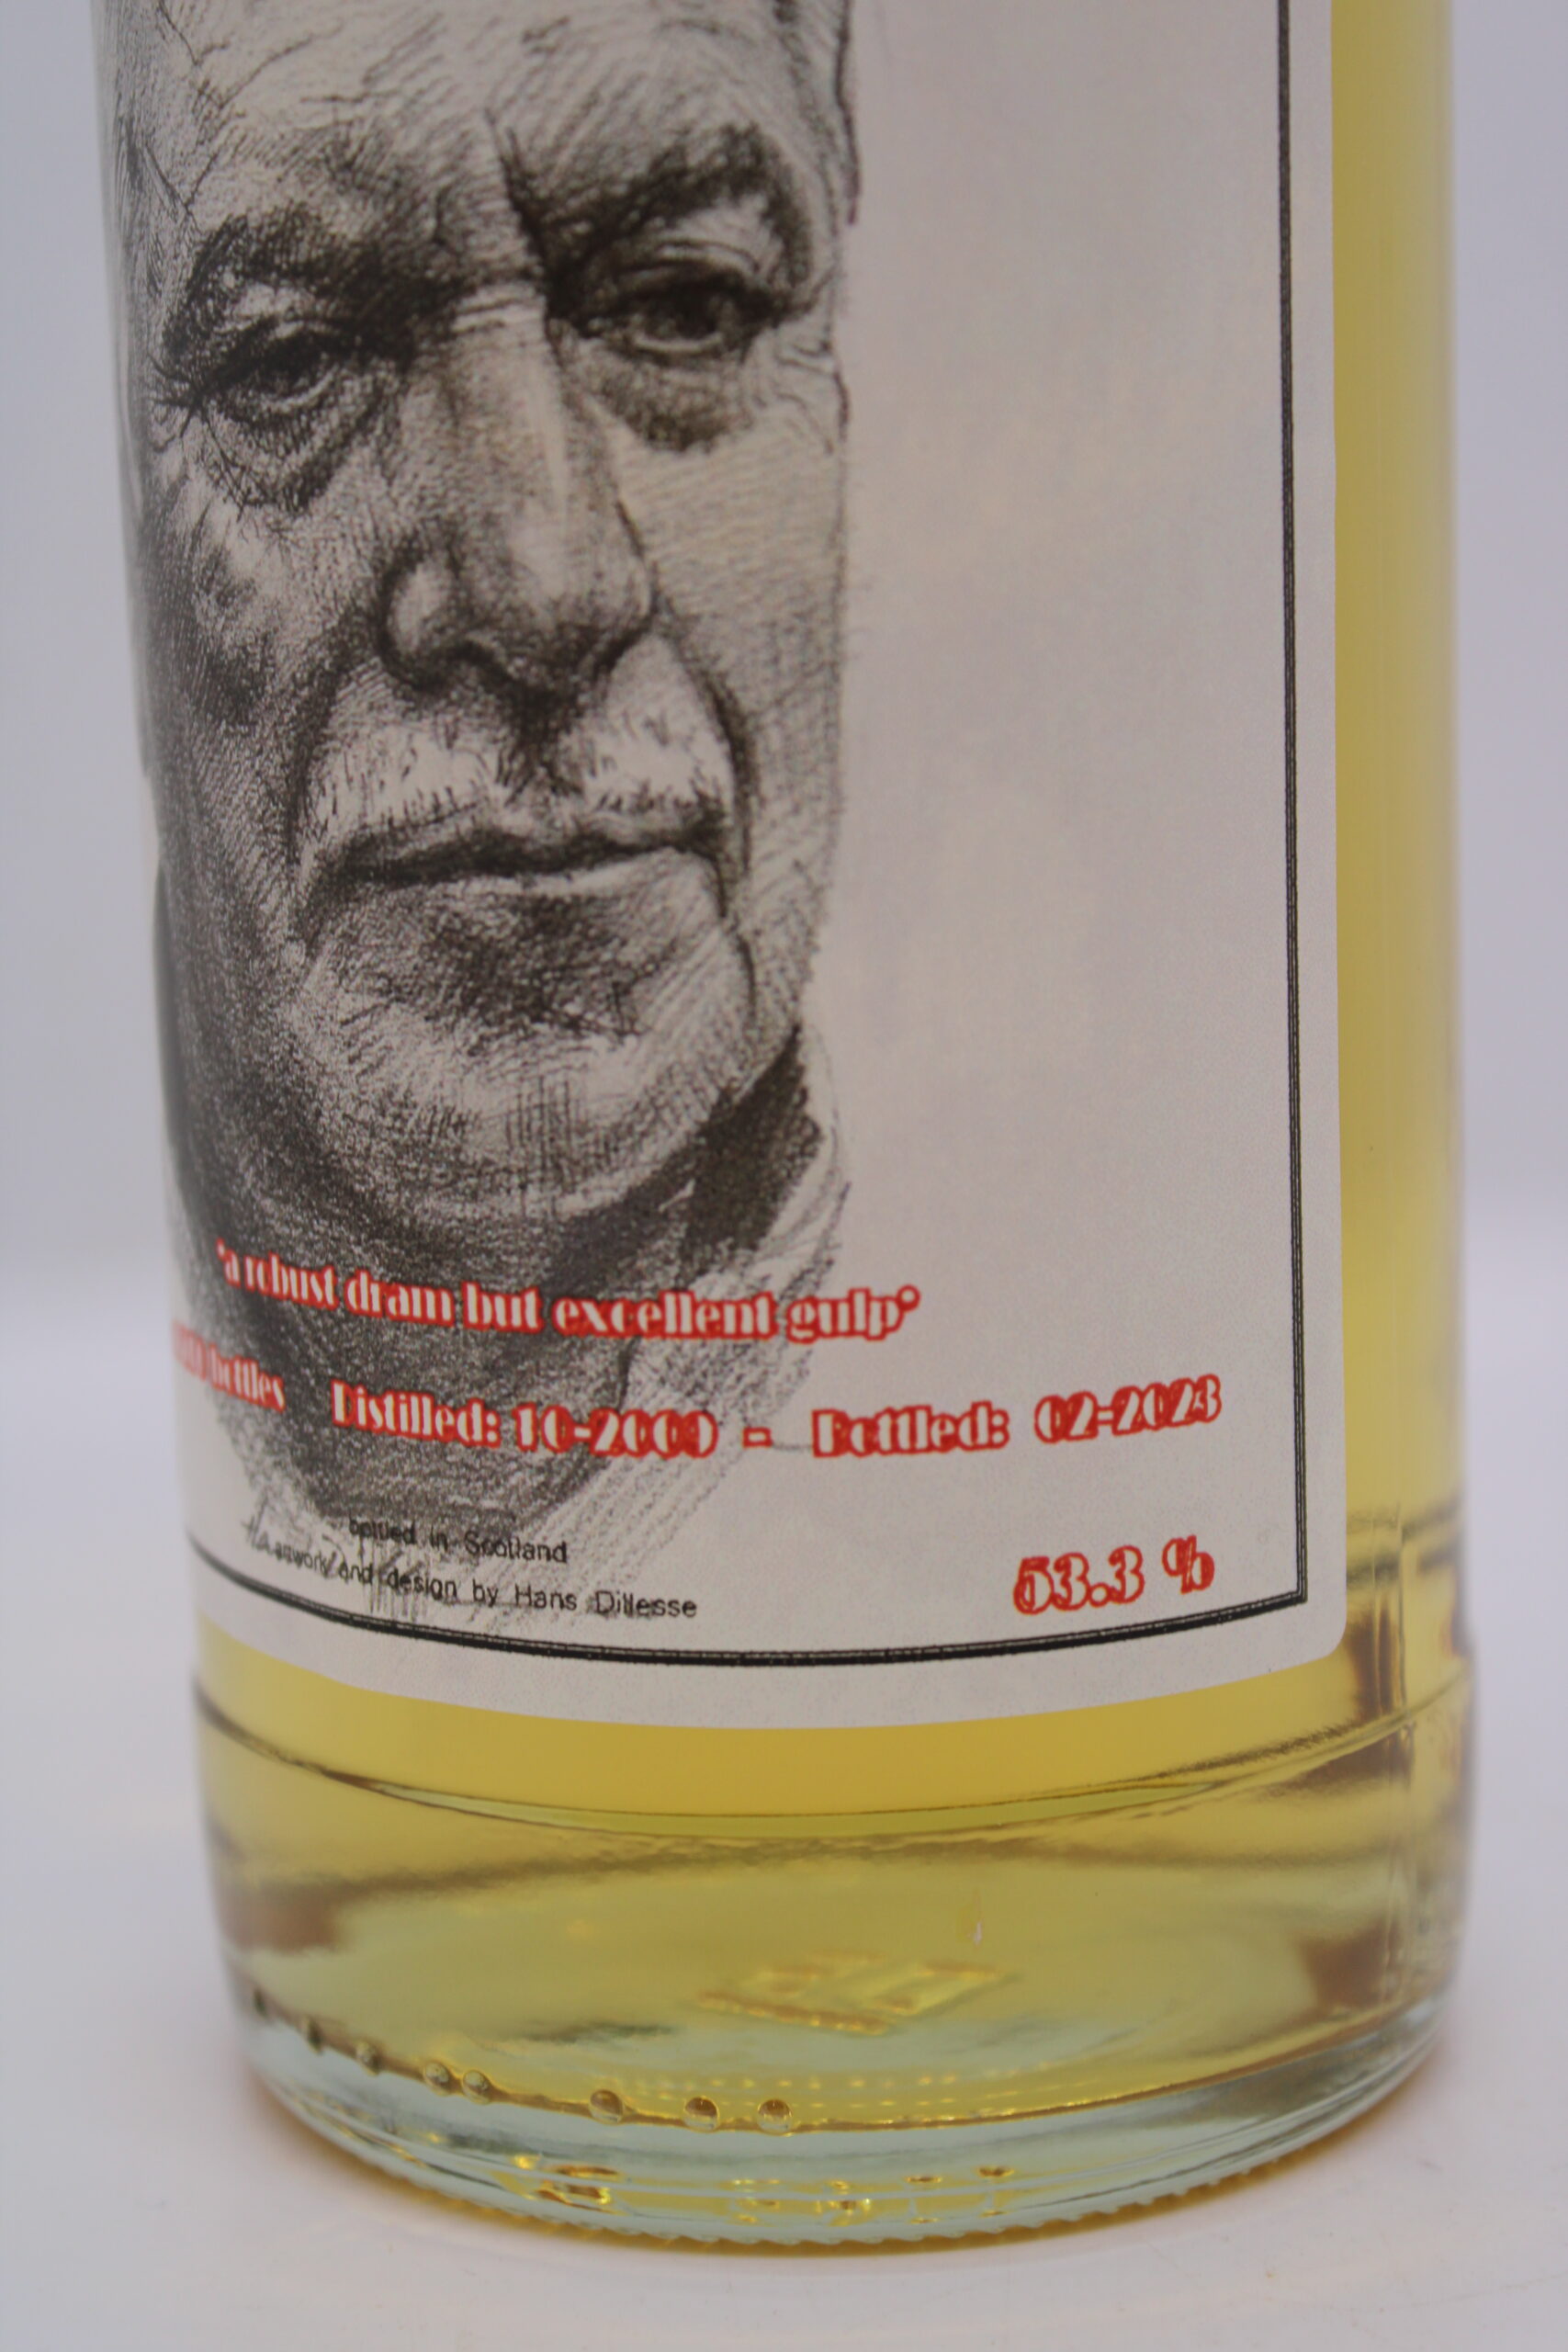 "a robust dram but excellent gulp"
bottles Distilled: 10-2009 - Bottled: 02-2023
bottled in Scotland
Artwork and design by Hans Dillesse
53.3 %